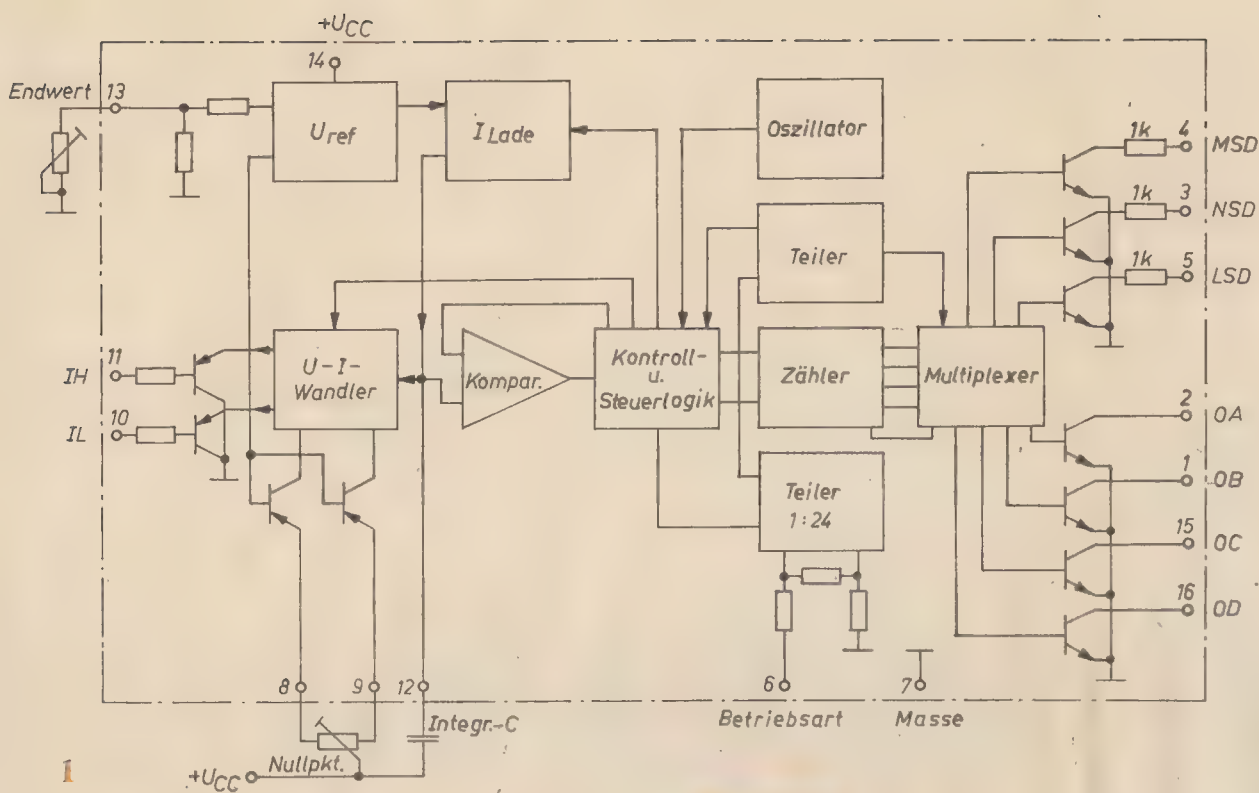 +UCC
14
Endwert 13
Uref
ILade
Oszillator
1k
4
MSD
1k
3
NSD
1k
5
LSD
Teiler
11
IH
10
IL
U-I-
Wandler
Kompar.
Kontroll-
u.
Steuerlogik
Zähler
Multiplexer
2
OA
1
OB
15
OC
16
OD
Teiler
1:24
8
9
12
6
7
Integr.-C
Betriebsart
Masse
Nullpkt.
+UCC
1